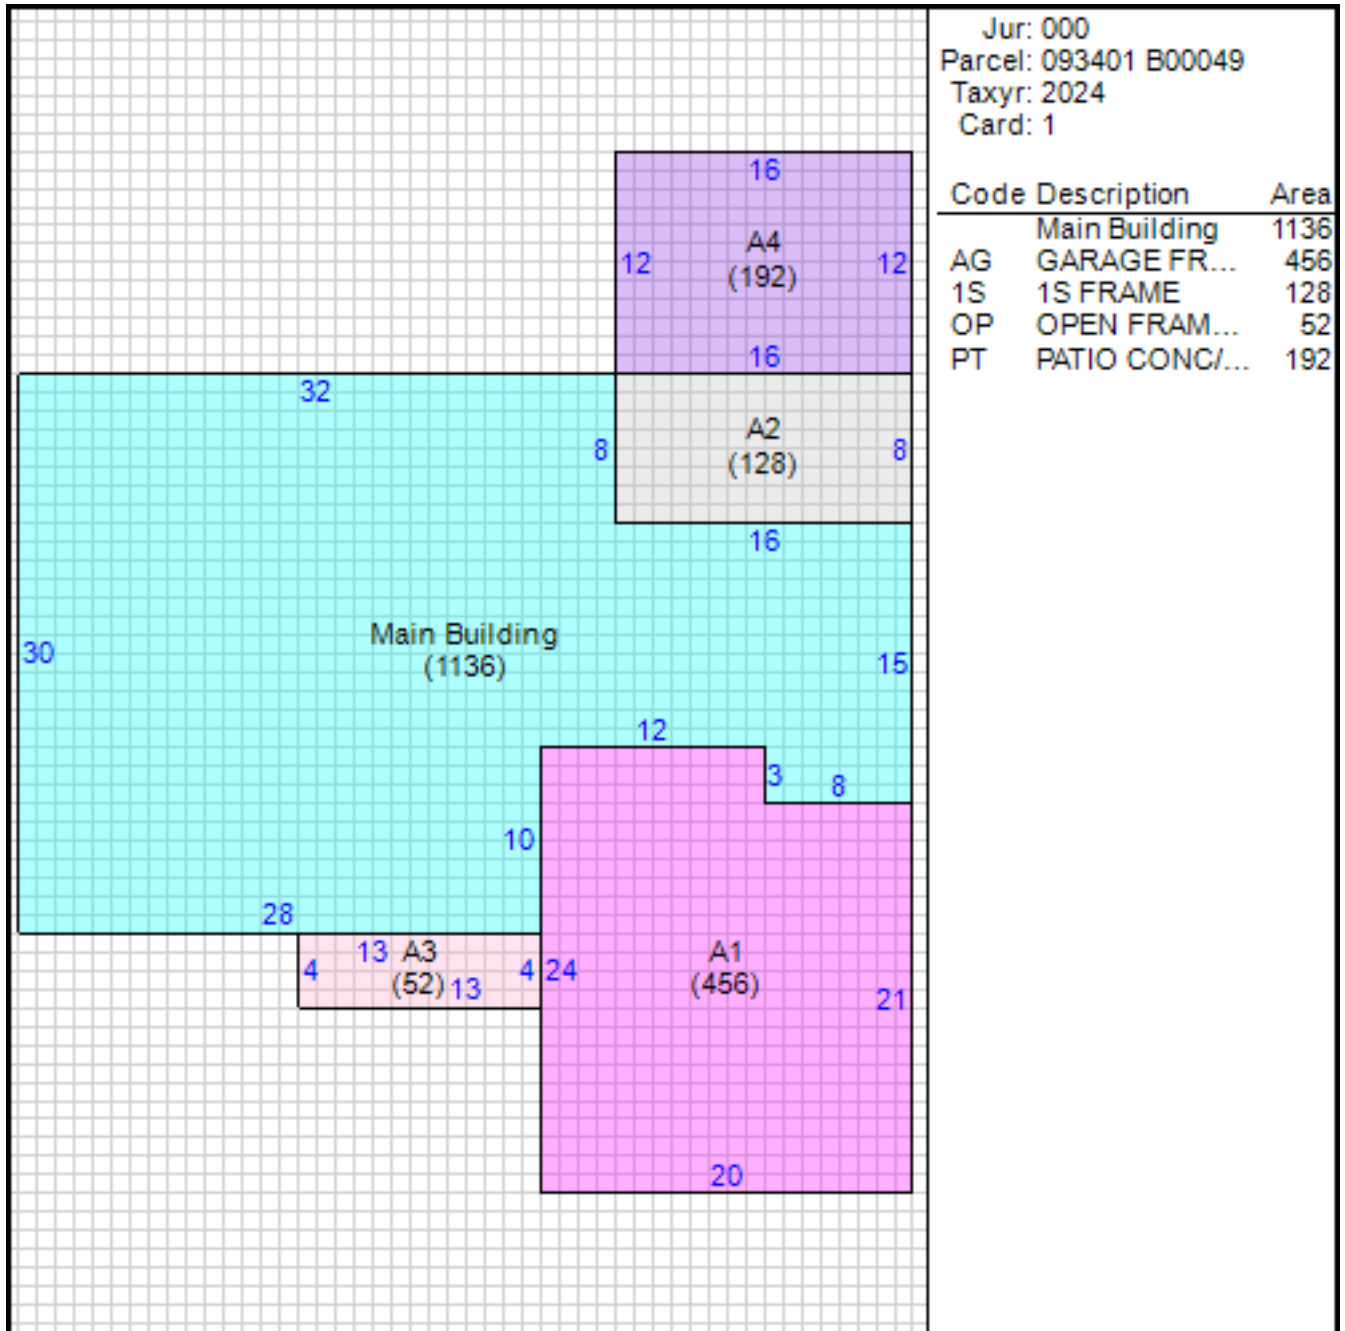 Jur: 000
Parcel: 093401 B00049
Taxyr: 2024
Card: 1
Code Description Area
Main Building 1136
AG GARAGE FR... 456
1S 1S FRAME 128
OP OPEN FRAM... 52
PT PATIO CONC/... 192
16
A4
12 (192) 12
16
32
A2
8 (128) 8
16
Main Building
30 (1136) 15
12
3 8
10
28
13 A3 A1
4 (52) 13 4 24 (456)
21
20